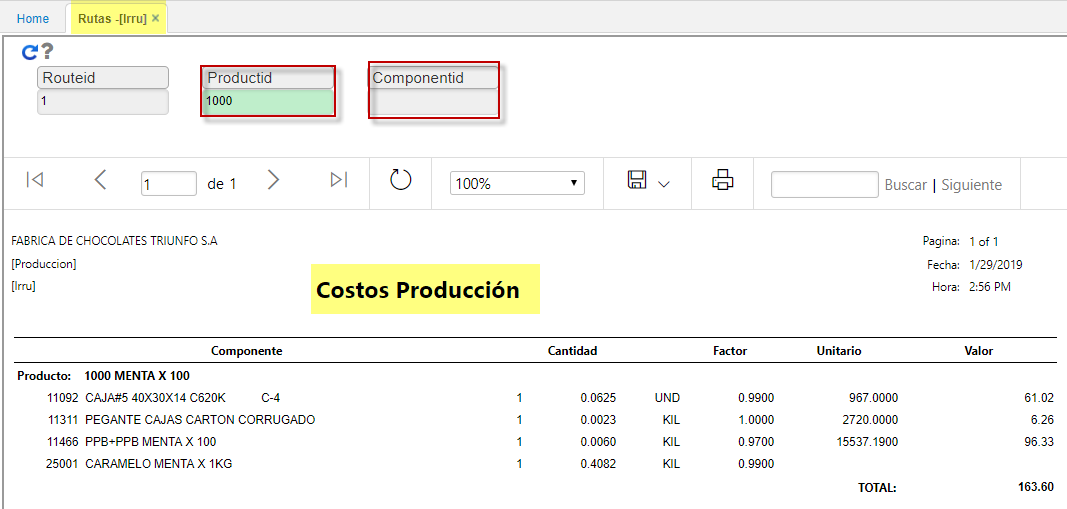 Home Rutas -[Irru] ×
?
Routeid Productid Componentid
1 1000
1 de 1 100% Buscar | Siguiente
FABRICA DE CHOCOLATES TRIUNFO S.A Pagina: 1 of 1
[Produccion] Fecha: 1/29/2019
[Irru] Hora: 2:56 PM
Costos Producción
Componente Cantidad Factor Unitario Valor
Producto: 1000 MENTA X 100
11092 CAJA#5 40X30X14 C620K C-4 1 0.0625 UND 0.9900 967.0000 61.02
11311 PEGANTE CAJAS CARTON CORRUGADO 1 0.0023 KIL 1.0000 2720.0000 6.26
11466 PPB+PPB MENTA X 100 1 0.0060 KIL 0.9700 15537.1900 96.33
25001 CARAMELO MENTA X 1KG 1 0.4082 KIL 0.9900
TOTAL: 163.60